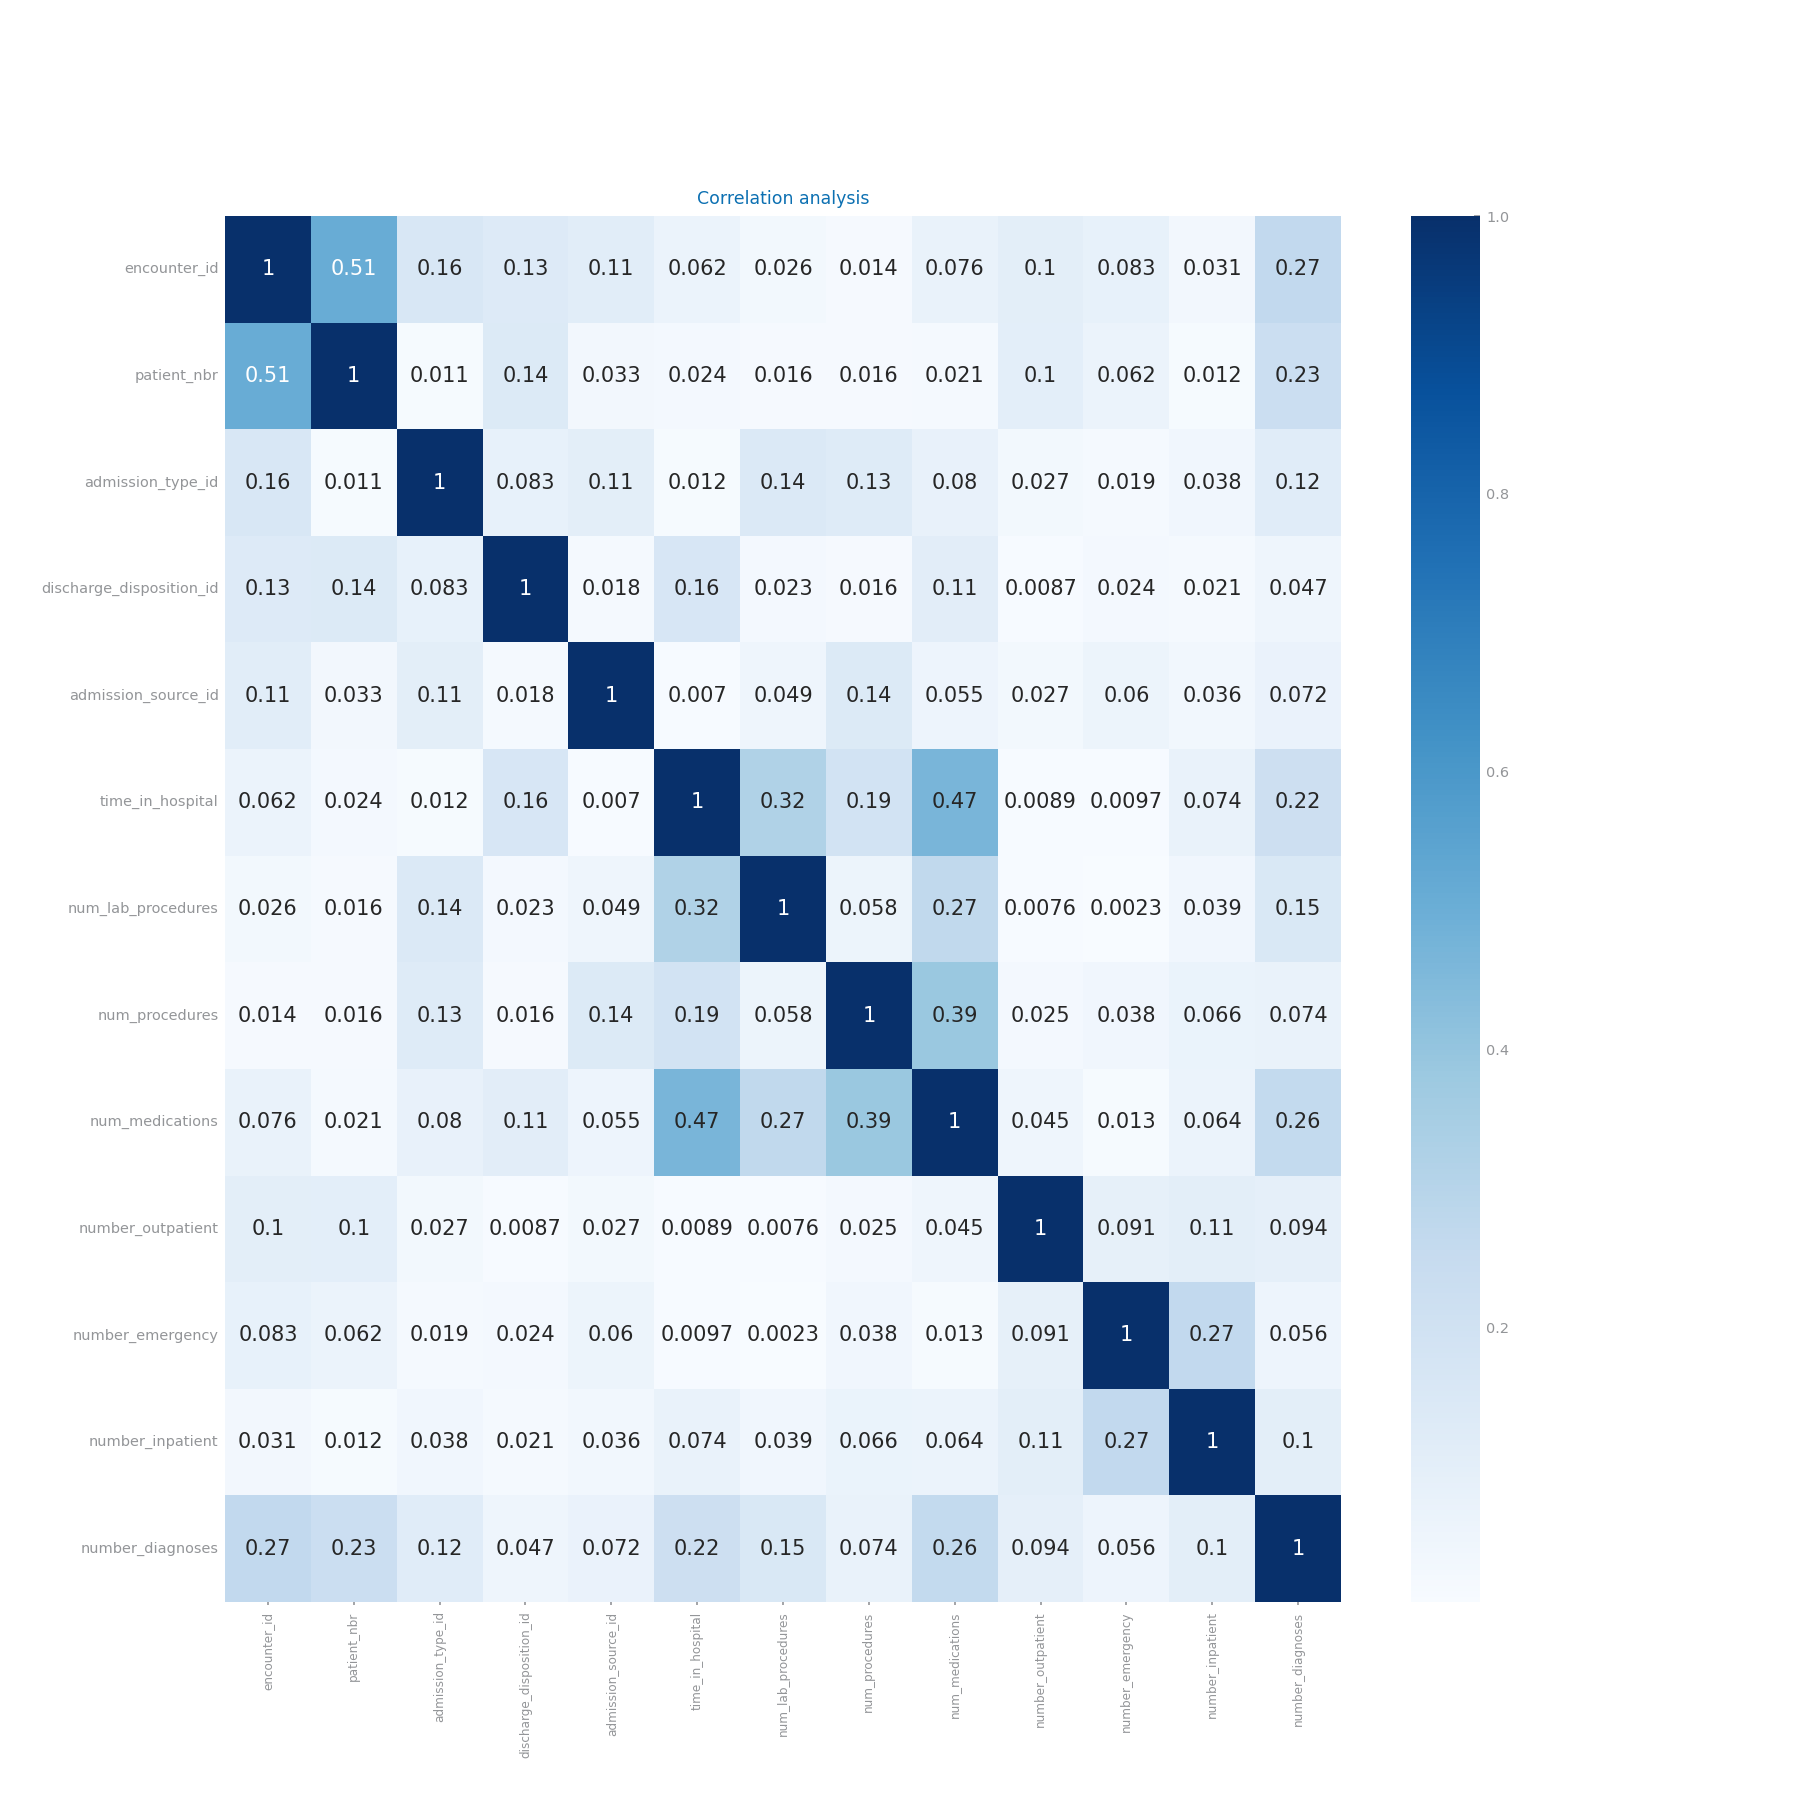 Correlation analysis
encounter_id 1 0.51 0.16 0.13 0.11 0.062 0.026 0.014 0.076 0.1 0.083 0.031 0.27
patient_nbr 0.51 1 0.011 0.14 0.033 0.024 0.016 0.016 0.021 0.1 0.062 0.012 0.23
admission_type_id 0.16 0.011 1 0.083 0.11 0.012 0.14 0.13 0.08 0.027 0.019 0.038 0.12
discharge_disposition_id 0.13 0.14 0.083 1 0.018 0.16 0.023 0.016 0.11 0.0087 0.024 0.021 0.047
admission_source_id 0.11 0.033 0.11 0.018 1 0.007 0.049 0.14 0.055 0.027 0.06 0.036 0.072
time_in_hospital 0.062 0.024 0.012 0.16 0.007 1 0.32 0.19 0.47 0.0089 0.0097 0.074 0.22
num_lab_procedures 0.026 0.016 0.14 0.023 0.049 0.32 1 0.058 0.27 0.0076 0.0023 0.039 0.15
num_procedures 0.014 0.016 0.13 0.016 0.14 0.19 0.058 1 0.39 0.025 0.038 0.066 0.074
num_medications 0.076 0.021 0.08 0.11 0.055 0.47 0.27 0.39 1 0.045 0.013 0.064 0.26
number_outpatient 0.1 0.1 0.027 0.0087 0.027 0.0089 0.0076 0.025 0.045 1 0.091 0.11 0.094
number_emergency 0.083 0.062 0.019 0.024 0.06 0.0097 0.0023 0.038 0.013 0.091 1 0.27 0.056
number_inpatient 0.031 0.012 0.038 0.021 0.036 0.074 0.039 0.066 0.064 0.11 0.27 1 0.1
number_diagnoses 0.27 0.23 0.12 0.047 0.072 0.22 0.15 0.074 0.26 0.094 0.056 0.1 1
encounter_id
patient_nbr
admission_type_id
discharge_disposition_id
admission_source_id
time_in_hospital
num_lab_procedures
num_procedures
num_medications
number_outpatient
number_emergency
number_inpatient
number_diagnoses
1.0
0.8
0.6
0.4
0.2